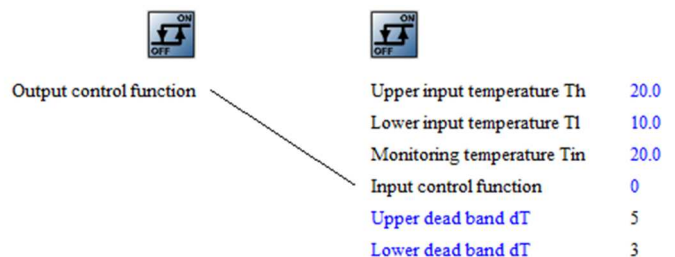 ON
OFF
ON
OFF
Output control function
Upper input temperature Th 20.0
Lower input temperature Tl 10.0
Monitoring temperature Tin 20.0
Input control function 0
Upper dead band dT 5
Lower dead band dT 3